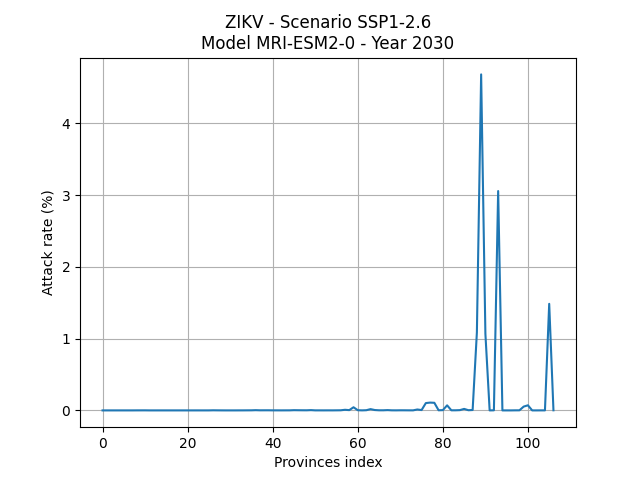 ZIKV - Scenario SSP1-2.6
Model MRI-ESM2-0 - Year 2030
Attack rate (%)
4
3
2
1
0
0 20 40 60 80 100
Provinces index